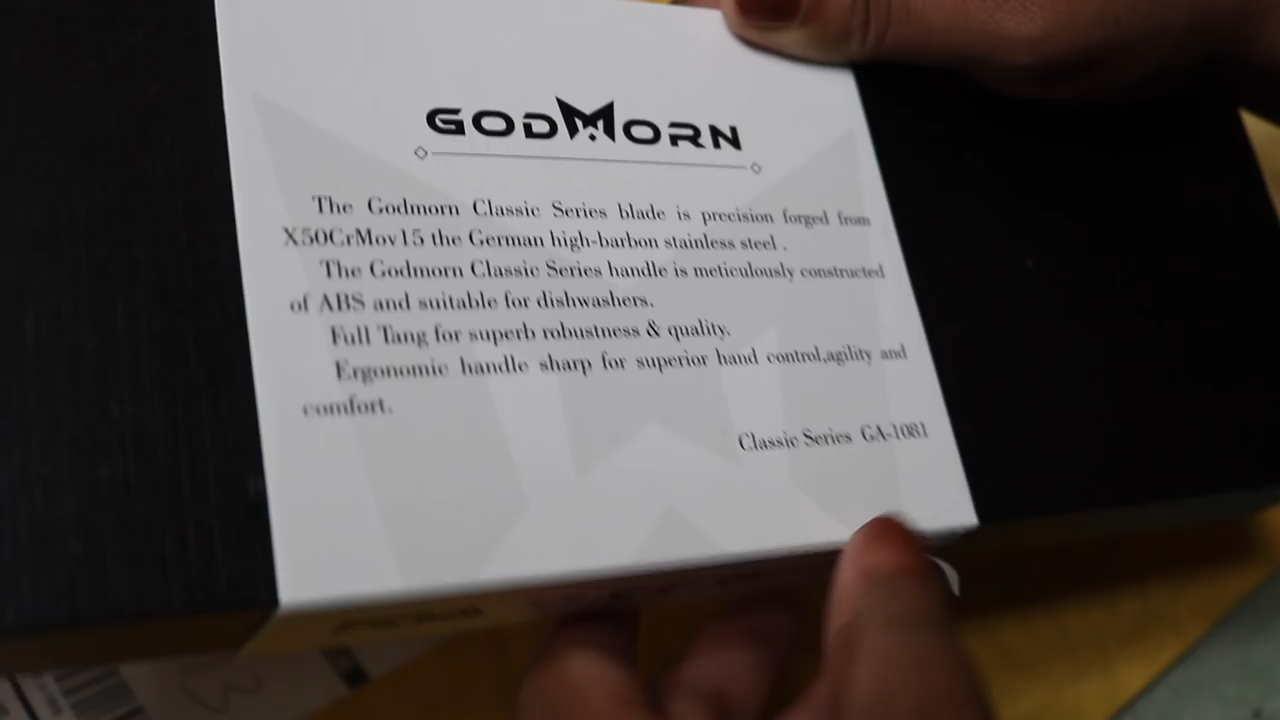 GODMORN
The Godmorn Classic Series blade is precision forged from
X50CrMov15 the German high-barbon stainless steel .
The Godmorn Classic Series handle is meticulously constructed
of ABS and suitable for dishwashers.
Full Tang for superb robustness & quality.
Ergonomic handle sharp for superior hand control,agility and
comfort.
Classic Series GA-1081